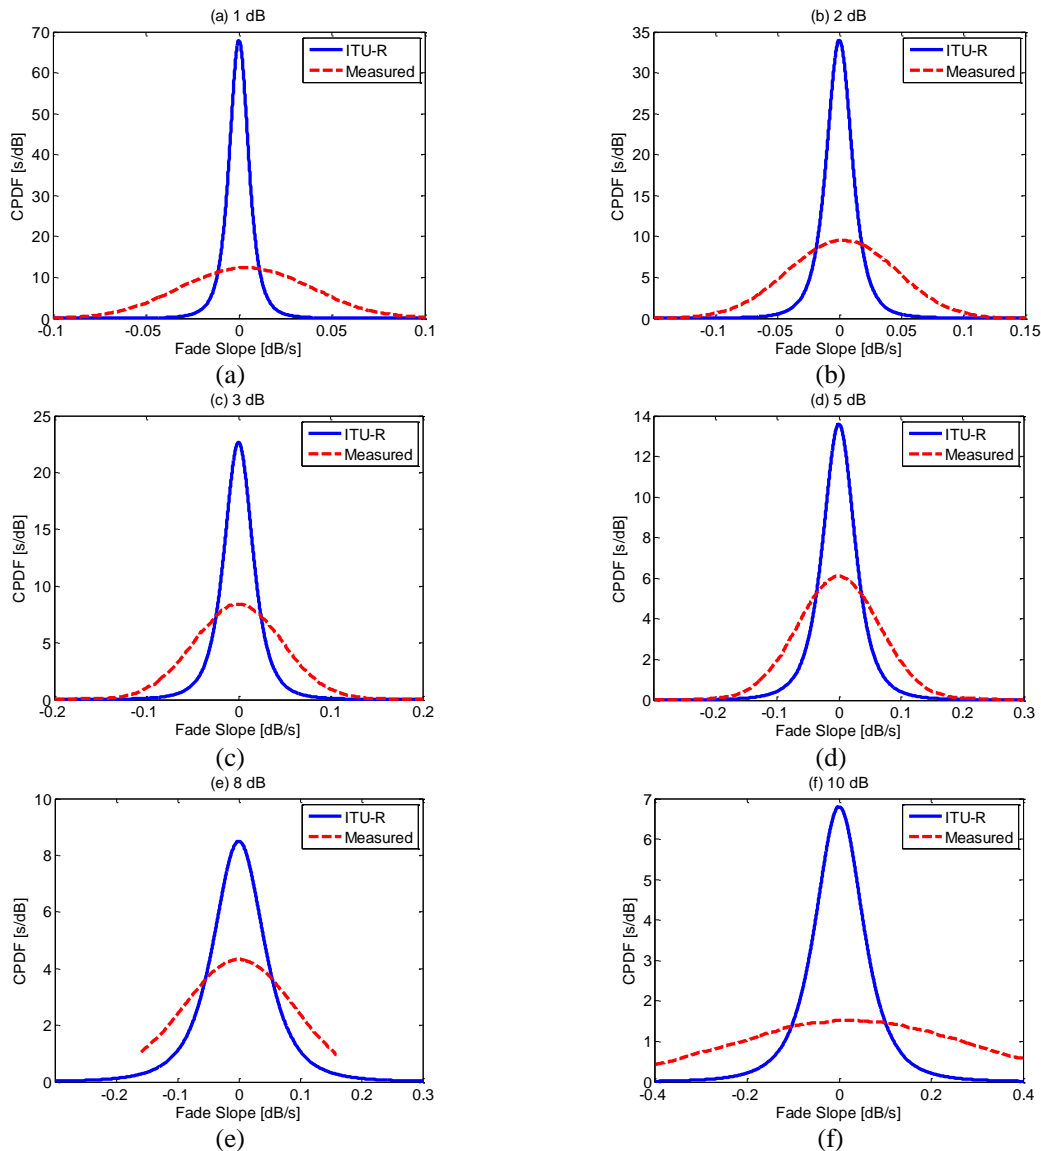 (a) 1 dB
70
60
50
40
30
20
10
0
CPDF [s/dB]
ITU-R
Measured
-0.1 -0.05 0 0.05 0.1
Fade Slope [dB/s]
(a)
(b) 2 dB
35
30
25
20
15
10
5
0
CPDF [s/dB]
ITU-R
Measured
-0.1 -0.05 0 0.05 0.1 0.15
Fade Slope [dB/s]
(b)
(c) 3 dB
25
20
15
10
5
0
CPDF [s/dB]
ITU-R
Measured
-0.2 -0.1 0 0.1 0.2
Fade Slope [dB/s]
(c)
(d) 5 dB
14
12
10
8
6
4
2
0
CPDF [s/dB]
ITU-R
Measured
-0.2 -0.1 0 0.1 0.2 0.3
Fade Slope [dB/s]
(d)
(e) 8 dB
10
8
6
4
2
0
CPDF [s/dB]
ITU-R
Measured
-0.2 -0.1 0 0.1 0.2 0.3
Fade Slope [dB/s]
(e)
(f) 10 dB
7
6
5
4
3
2
1
0
CPDF [s/dB]
ITU-R
Measured
-0.4 -0.2 0 0.2 0.4
Fade Slope [dB/s]
(f)